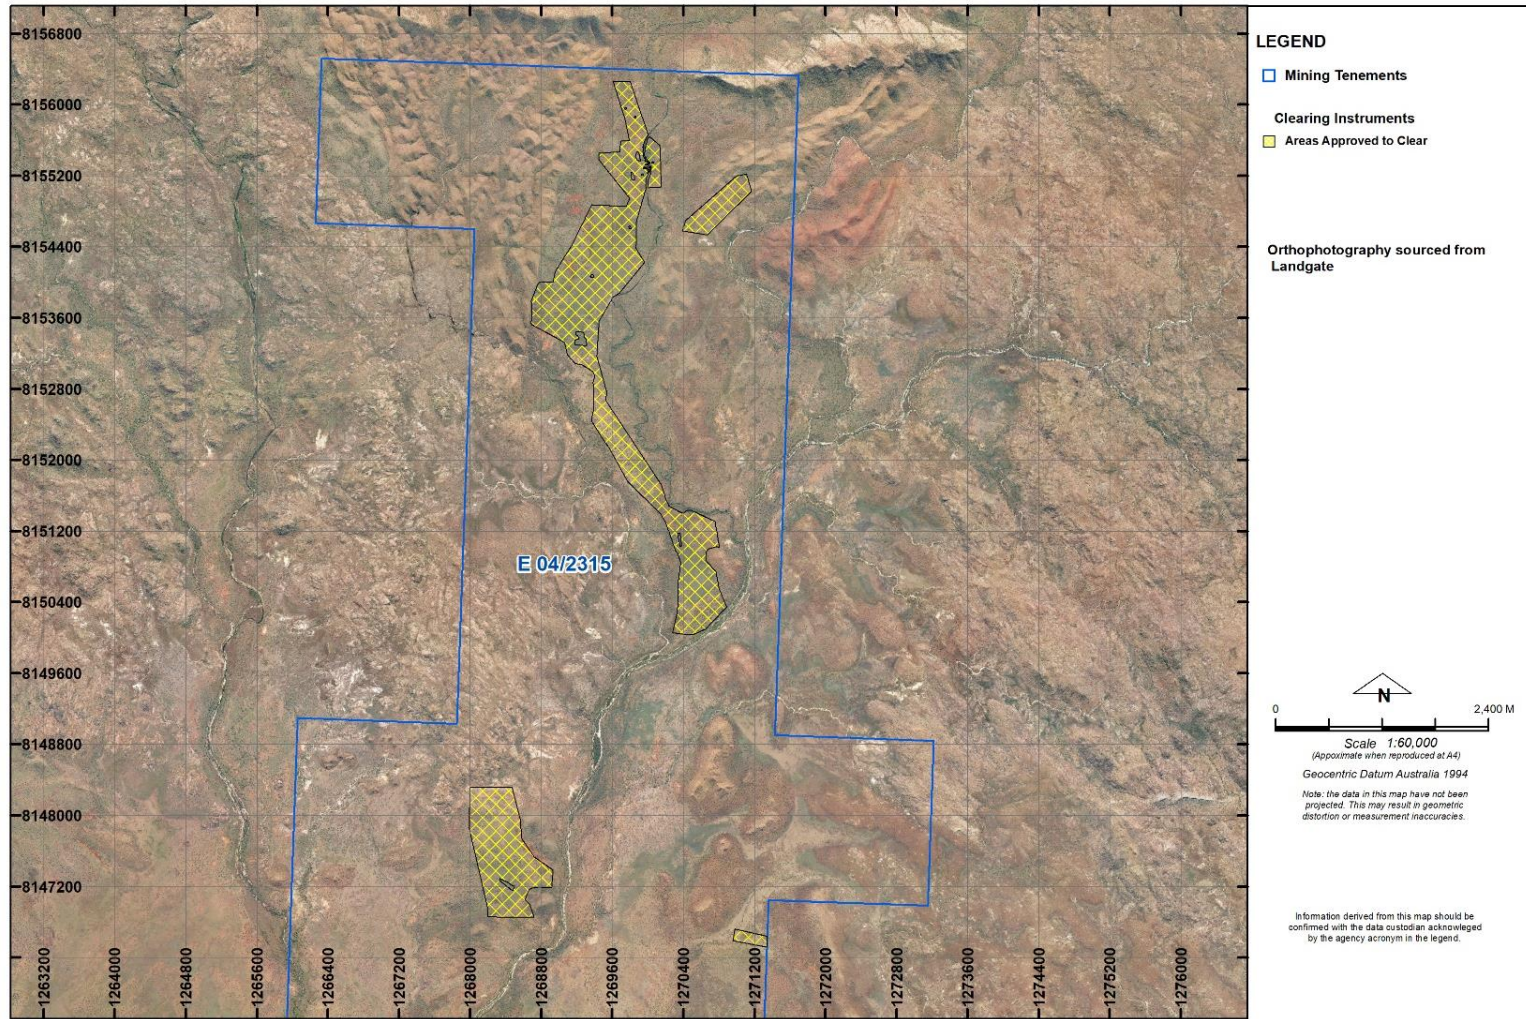 8156800
8156000
8155200
8154400
8153600
8152800
8152000
8151200
8150400
8149600
8148800
8148000
8147200
E 04/2315
1263200
1264000
1264800
1265600
1266400
1267200
1268000
1268800
1269600
1270400
1271200
1272000
1272800
1273600
1274400
1275200
1276000
LEGEND
Mining Tenements
Clearing Instruments
Areas Approved to Clear
Orthophotography sourced from
Landgate
N
0 2,400 M
Scale 1:60,000
(Appoximate when reproduced at A4)
Geocentric Datum Australia 1994
Note: the data in this map have not been
projected. This may result in geometric
distortion or measurement inaccuracies.
Information derived from this map should be
confirmed with the data custodian acknowleged
by the agency acronym in the legend.